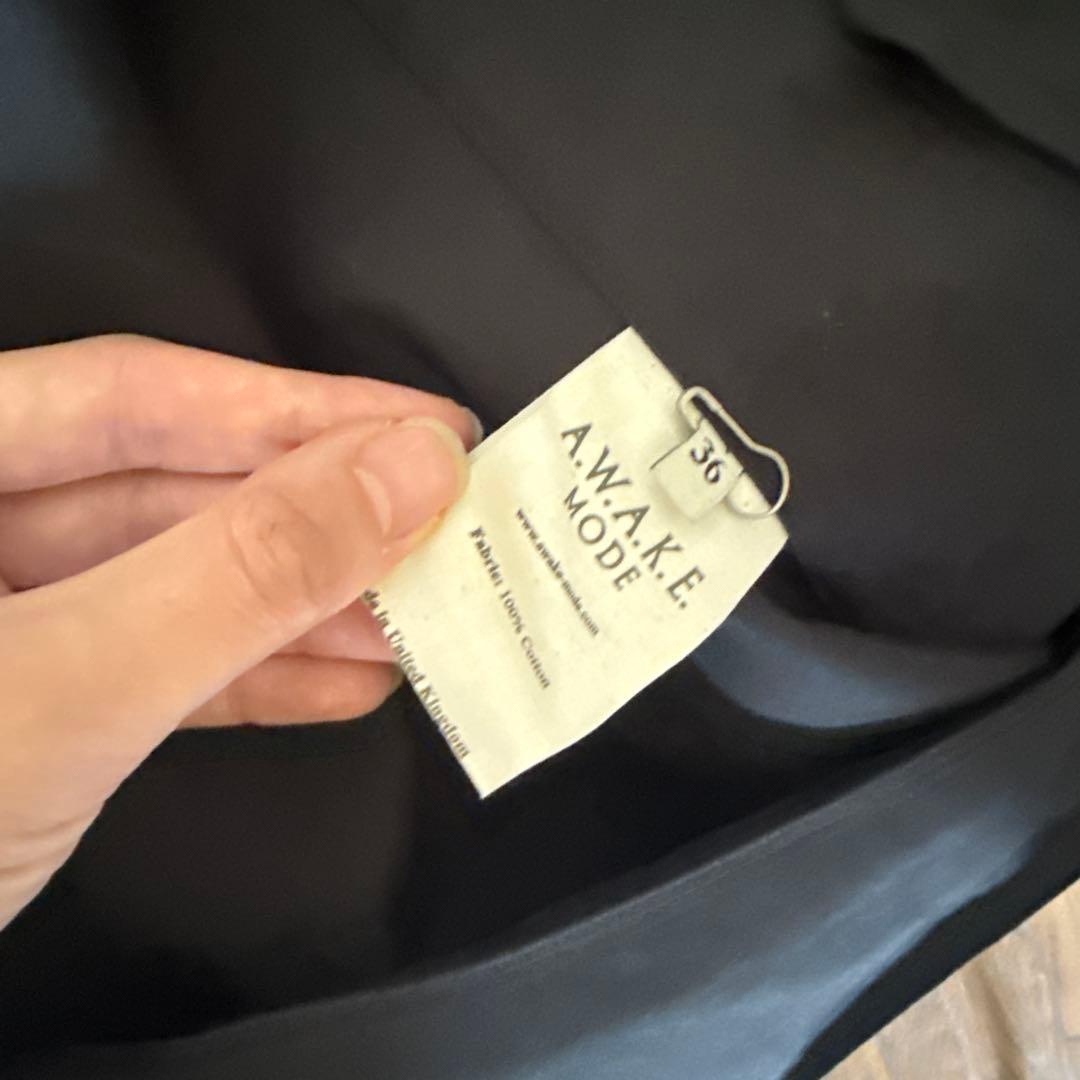 36
A.W.A.K.E.
MODE
www.awake-mode.com
Fabric: 100% Cotton
de in United Kingdom